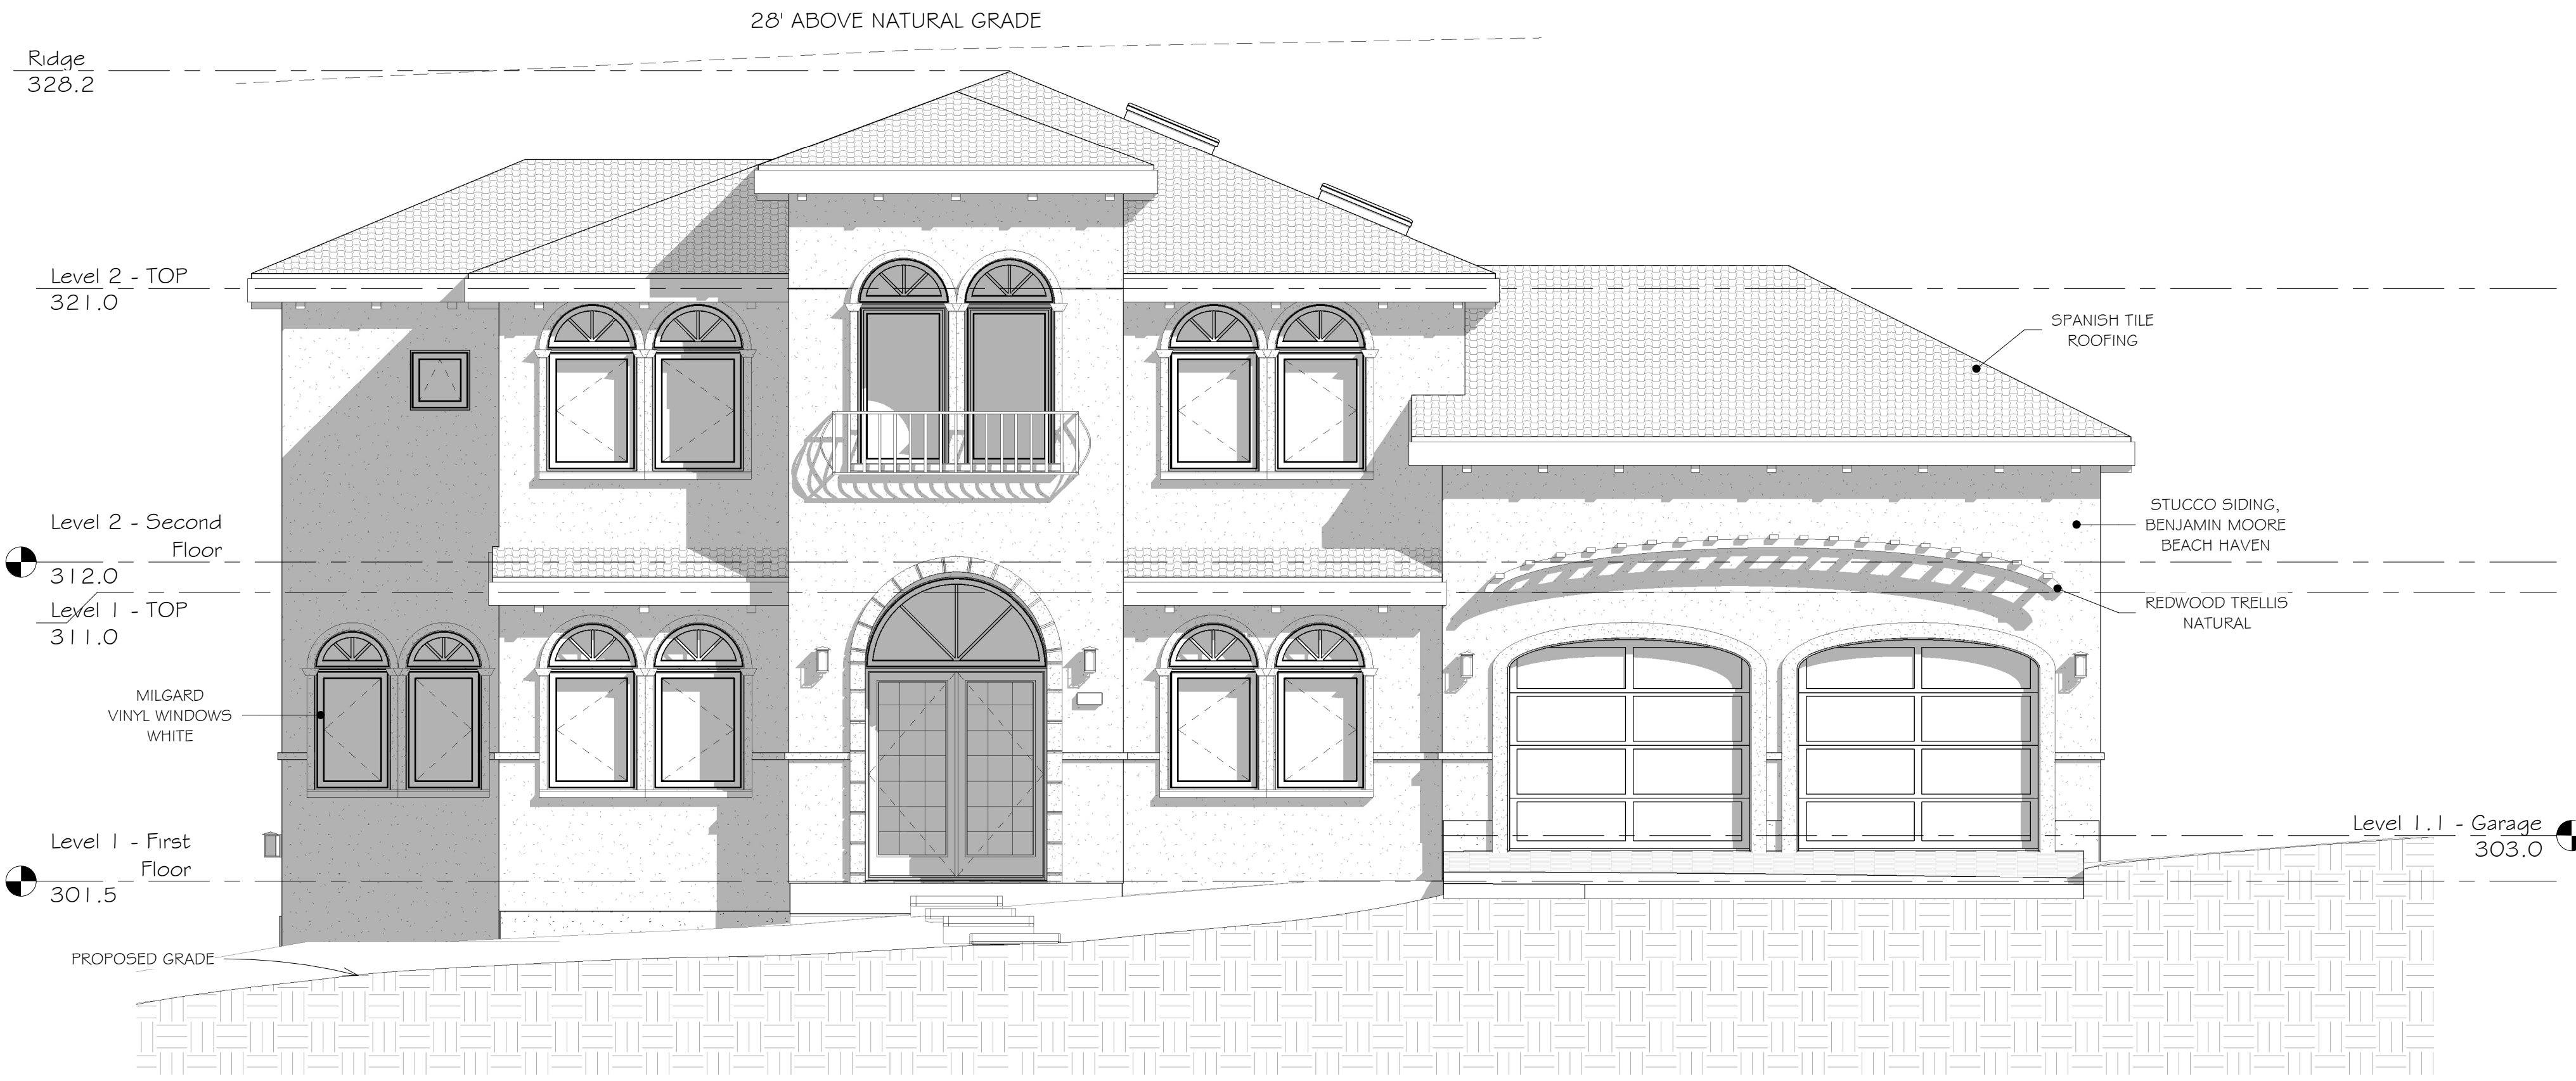 28' ABOVE NATURAL GRADE
Ridge
328.2
Level 2 - TOP
321.0
SPANISH TILE
ROOFING
STUCCO SIDING,
BENJAMIN MOORE
BEACH HAVEN
Level 2 - Second
Floor
312.0
Level 1 - TOP
311.0
REDWOOD TRELLIS
NATURAL
MILGARD
VINYL WINDOWS
WHITE
Level 1 - First
Floor
301.5
Level 1.1 - Garage
303.0
PROPOSED GRADE